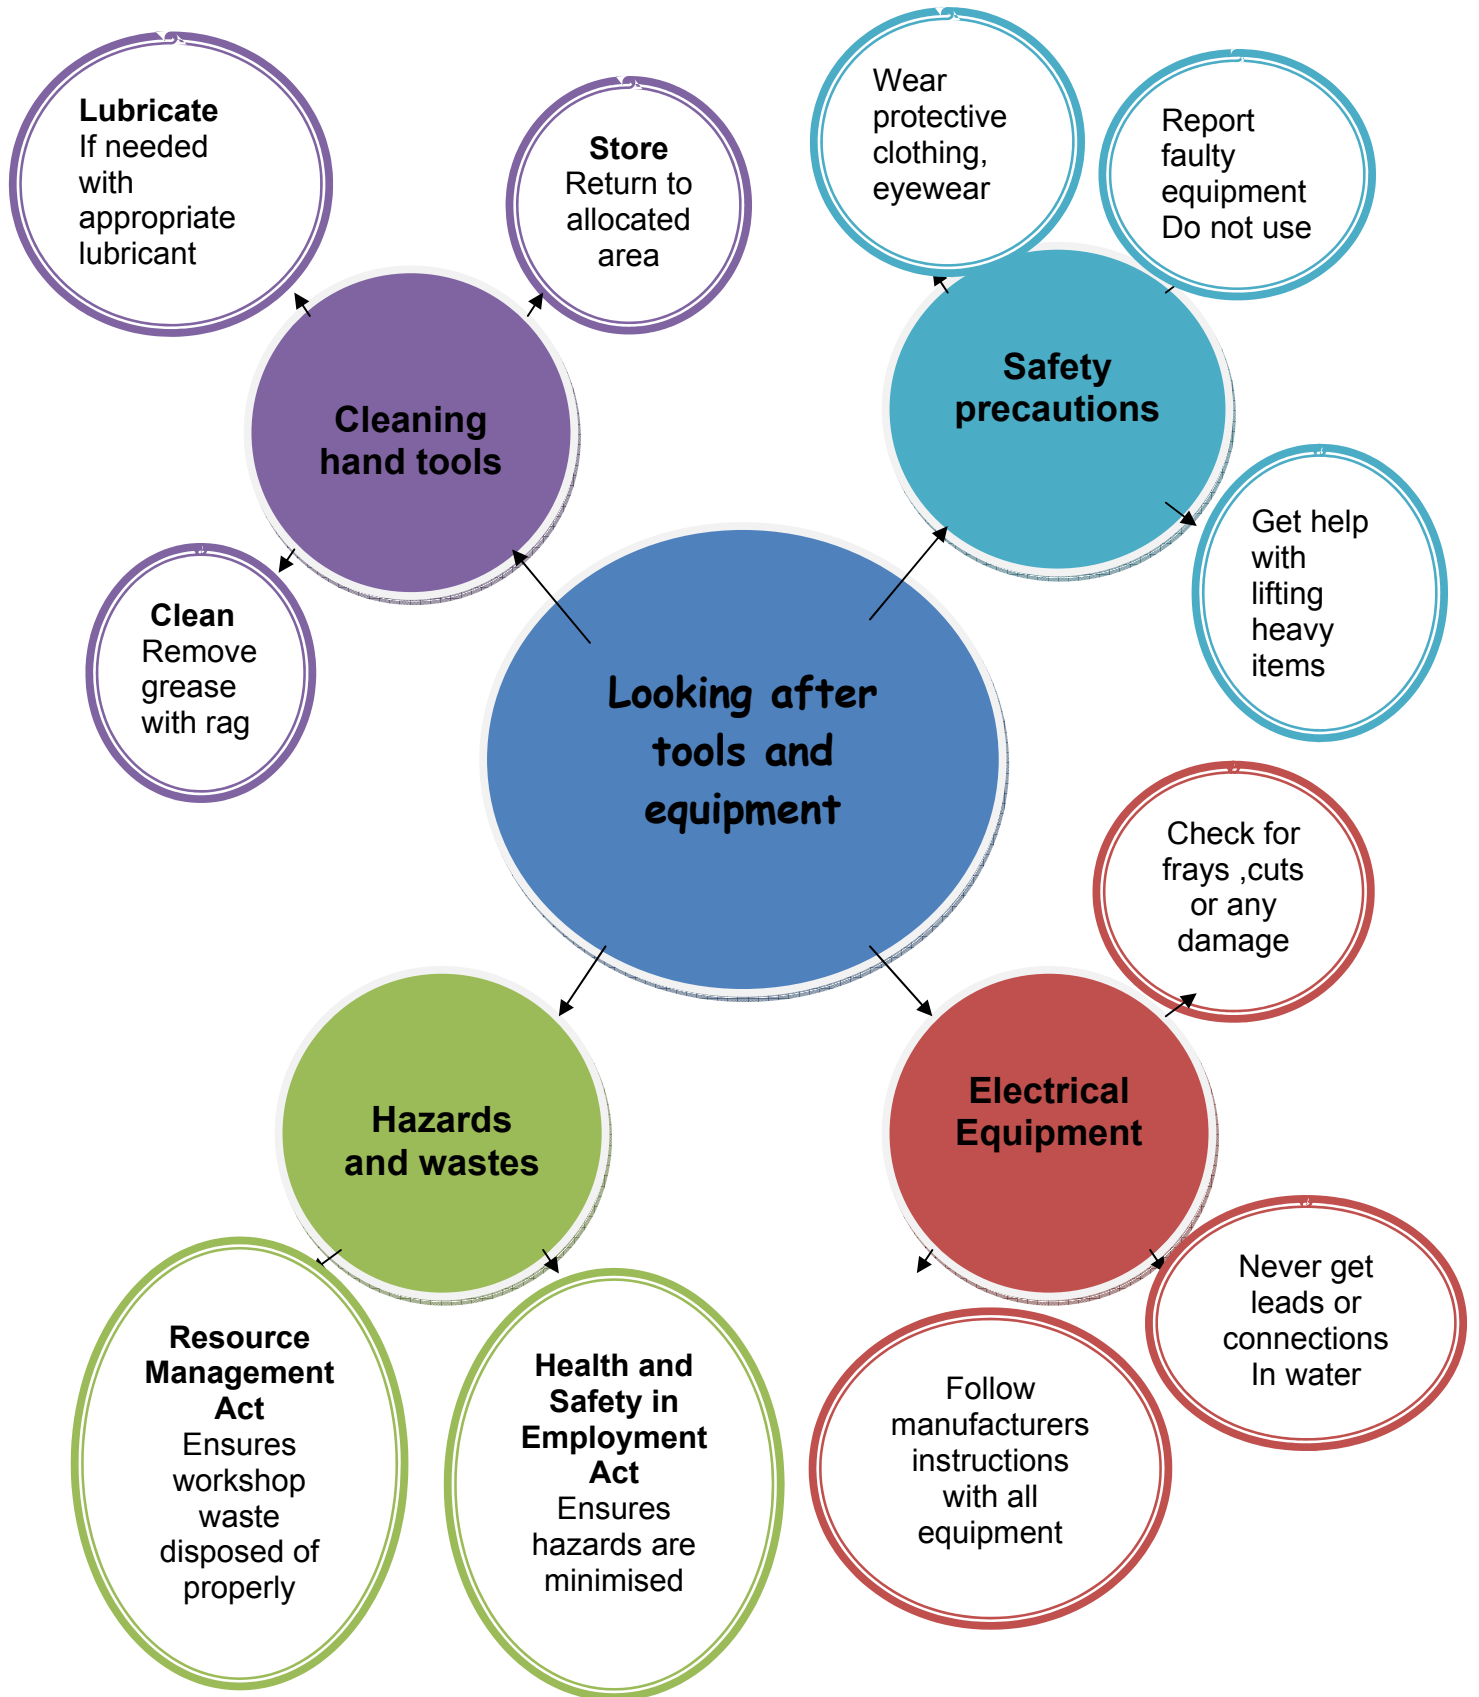 Lubricate
If needed
with
appropriate
lubricant
Store
Return to
allocated
area
Wear
protective
clothing,
eyewear
Report
faulty
equipment
Do not use
Cleaning
hand tools
Safety
precautions
Clean
Remove
grease
with rag
Get help
with
lifting
heavy
items
Looking after
tools and
equipment
Check for
frays ,cuts
or any
damage
Hazards
and wastes
Electrical
Equipment
Resource
Management
Act
Ensures
workshop
waste
disposed of
properly
Health and
Safety in
Employment
Act
Ensures
hazards are
minimised
Follow
manufacturers
instructions
with all
equipment
Never get
leads or
connections
In water